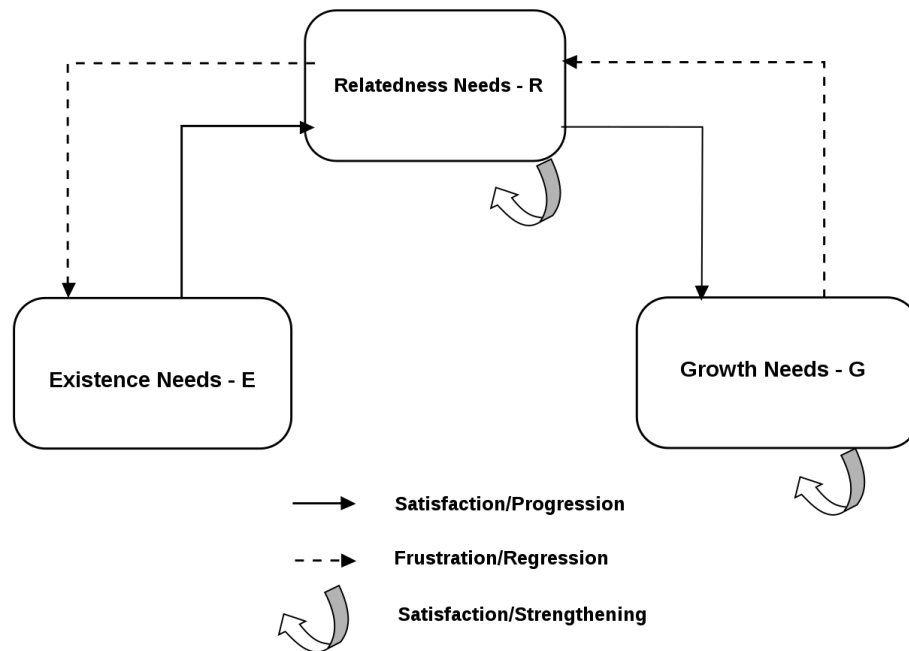 Relatedness Needs - R
Existence Needs - E
Growth Needs - G
Satisfaction/Progression
Frustration/Regression
Satisfaction/Strengthening